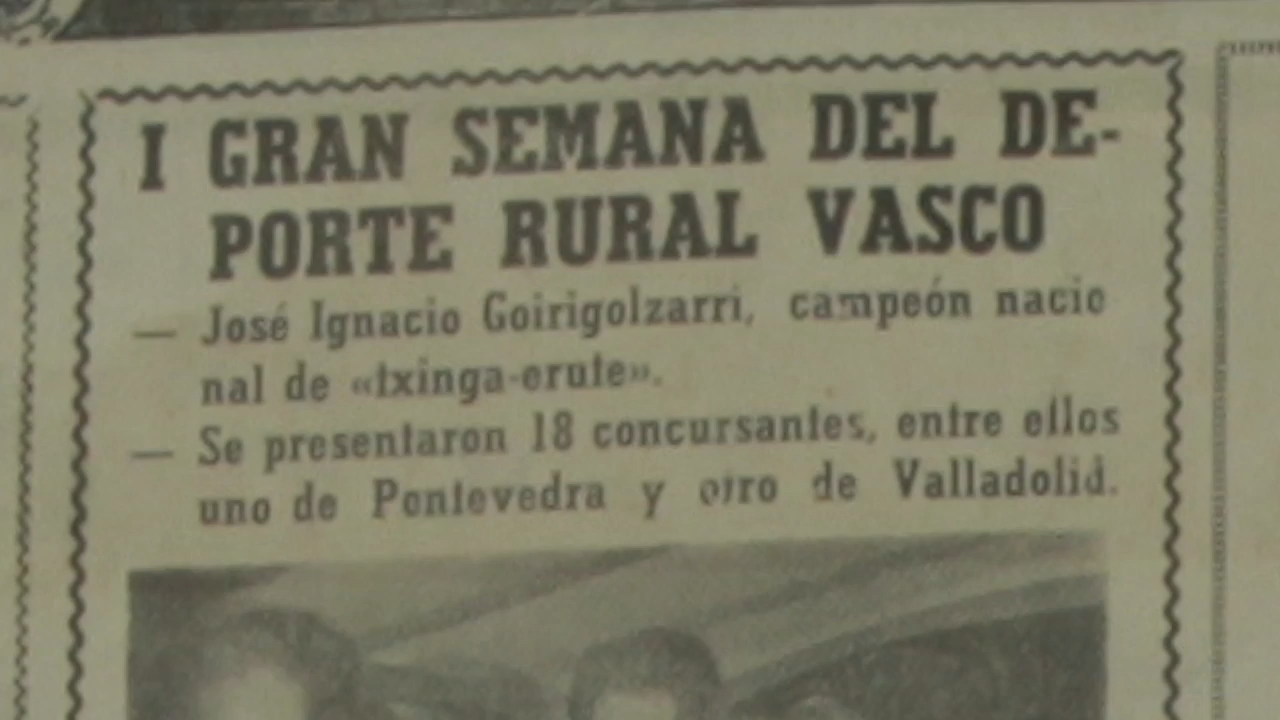 I GRAN SEMANA DEL DE-
PORTE RURAL VASCO
— José Ignacio Goirigolzarri, campeón nacio
nal de «txinga-erute».
— Se presentaron 18 concursantes, entre ellos
uno de Pontevedra y otro de Valladolid.